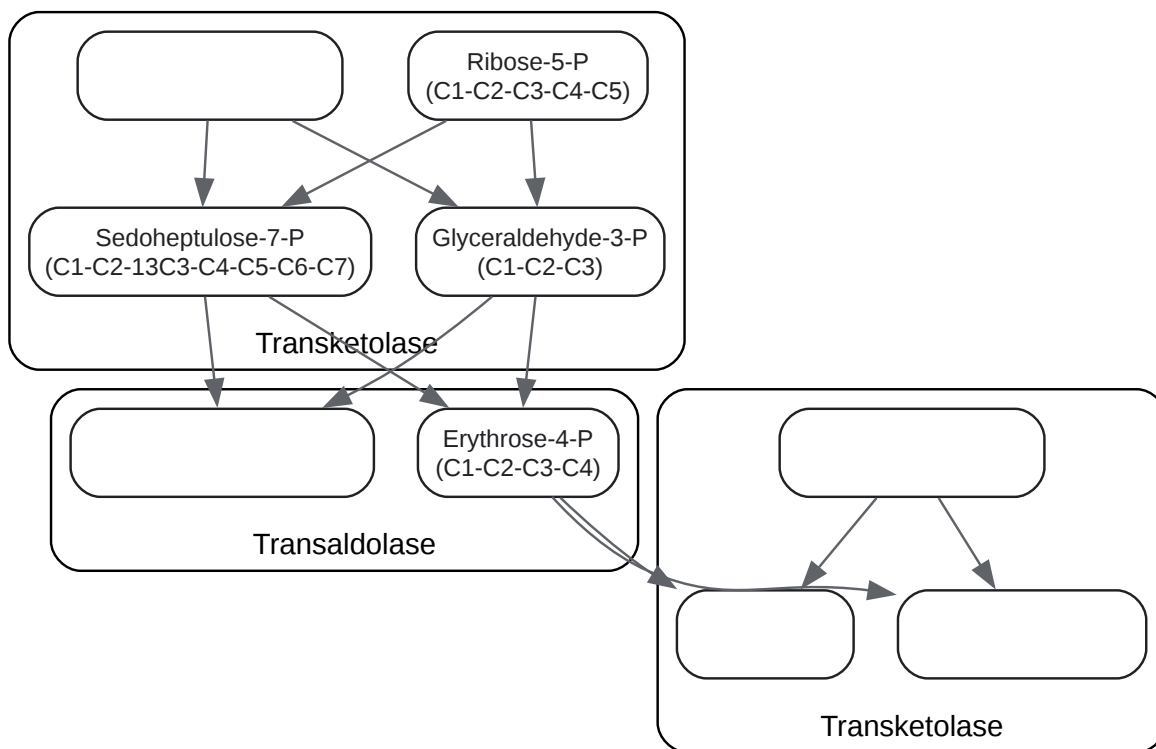 Ribose-5-P
(C1-C2-C3-C4-C5)
Sedoheptulose-7-P
(C1-C2-13C3-C4-C5-C6-C7)
Glyceraldehyde-3-P
(C1-C2-C3)
Transketolase
Erythrose-4-P
(C1-C2-C3-C4)
Transaldolase
Transketolase